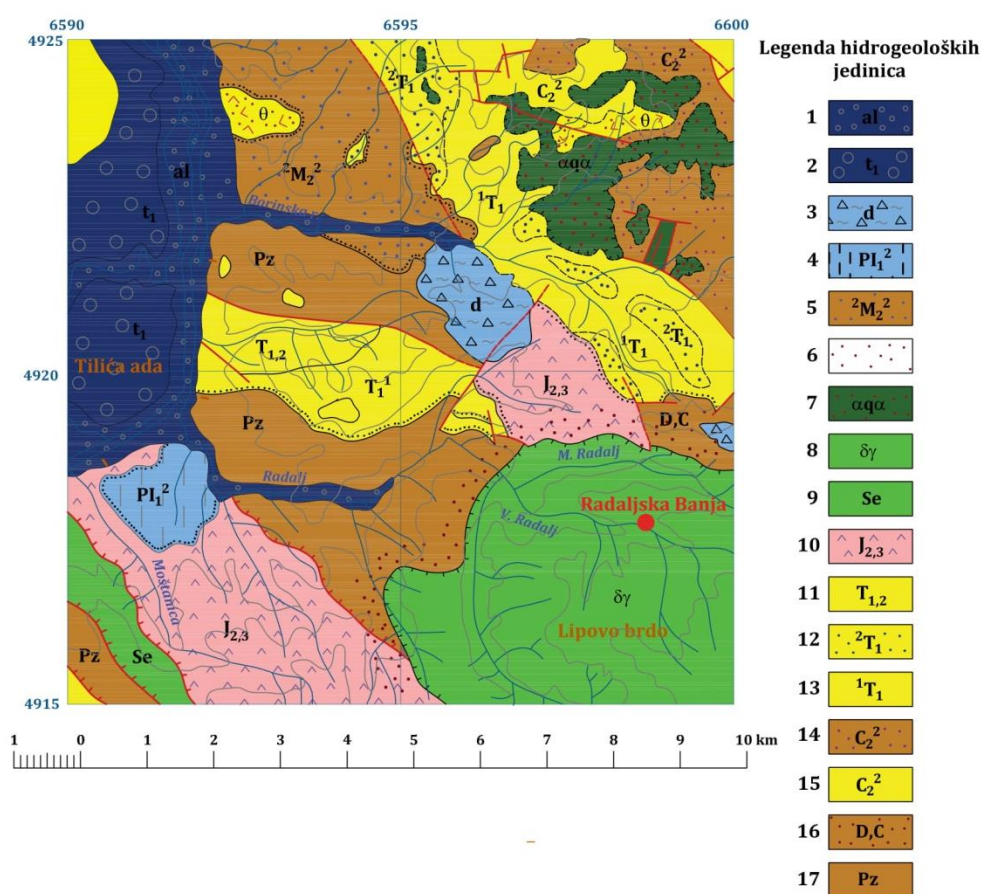 6590
6595
6600
4925
4920
4915
Legenda hidrogeoloških
jedinica
²T₁
C₂²
C₂²
θ
θ
al
²M₂²
αqα
t₁
¹T₁
Pz
d
t₁
Tilića ada
T₁,₂
T₁¹
¹T₁
²T₁
J₂,₃
Pz
D,C
M. Radalj
Radalj
Pl₁²
Radaljska Banja
V. Radalj
Moštanica
δγ
J₂,₃
Lipovo brdo
Pz
Se
1 0 1 2 3 4 5 6 7 8 9 10 km
1 al
2 t₁
3 d
4 Pl₁²
5 ²M₂²
6
7 αqα
8 δγ
9 Se
10 J₂,₃
11 T₁,₂
12 ²T₁
13 ¹T₁
14 C₂²
15 C₂²
16 D,C
17 Pz